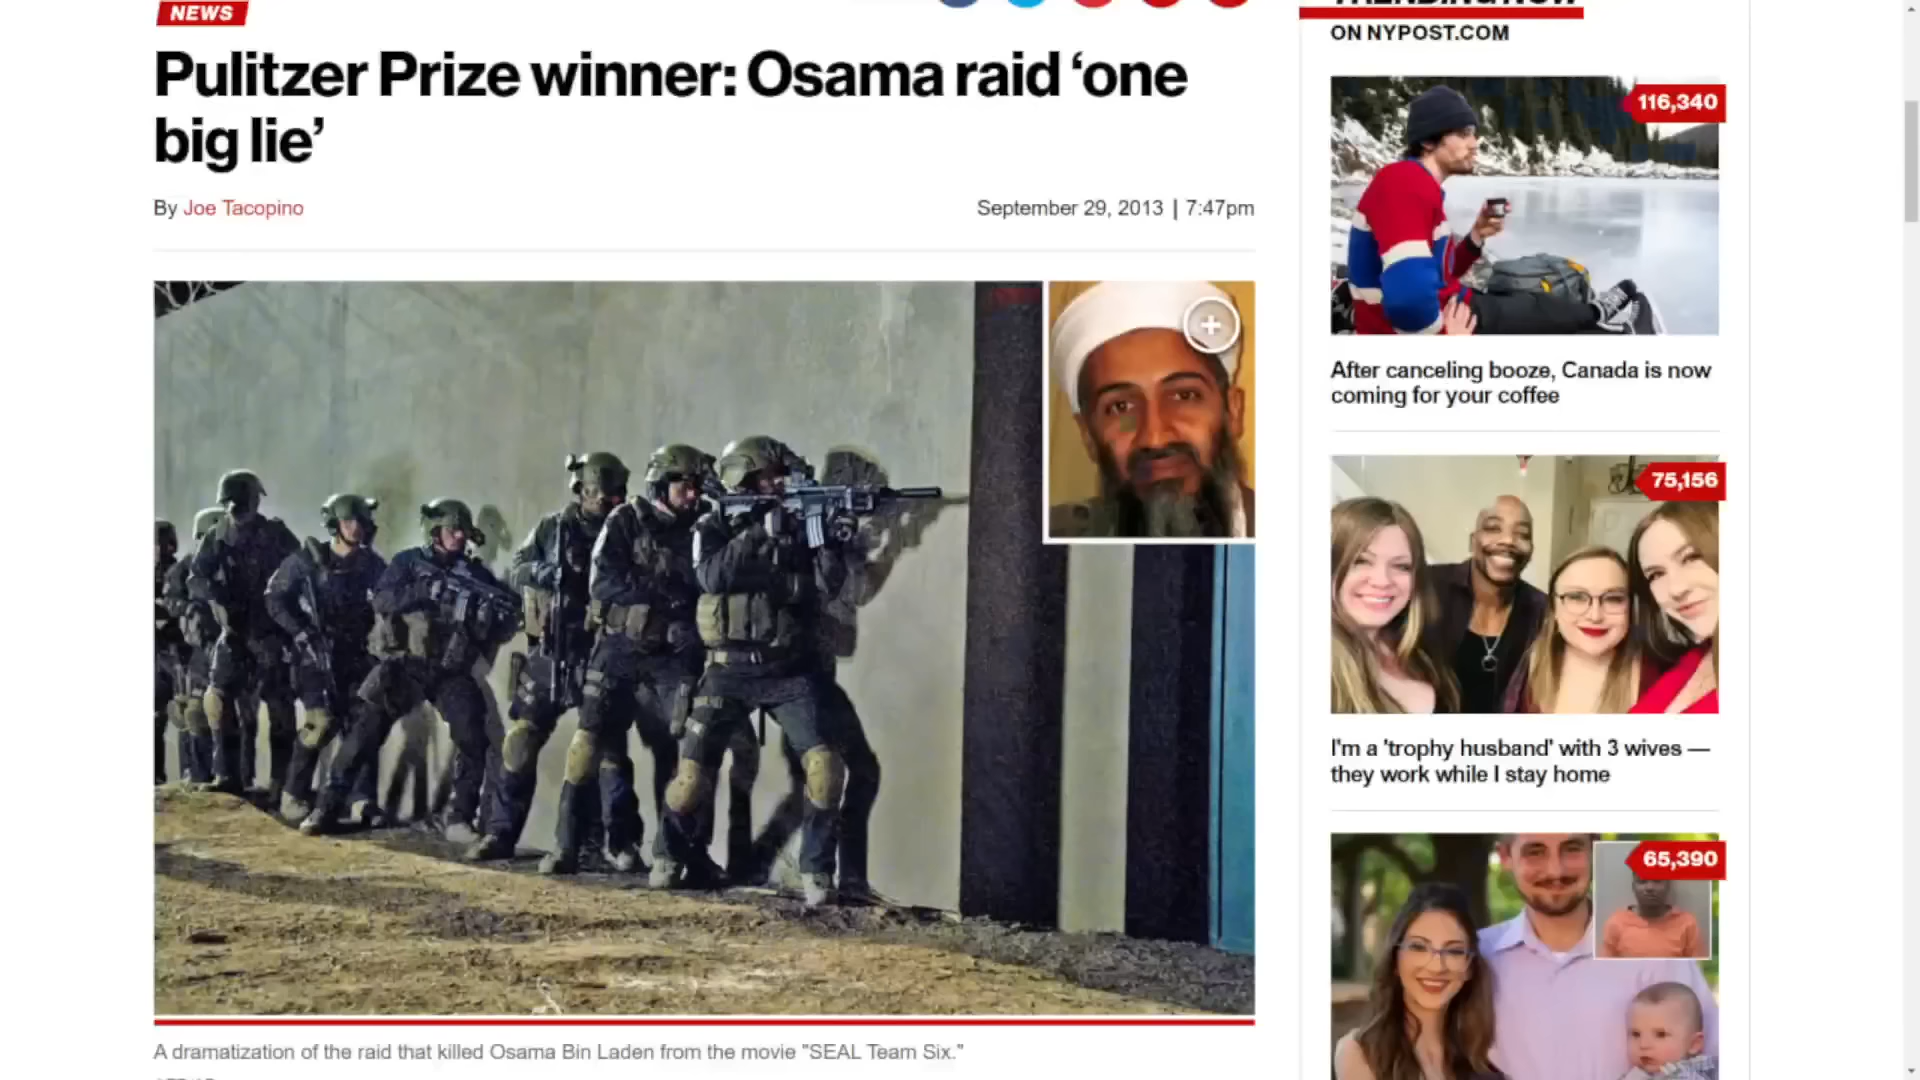 NEWS
Pulitzer Prize winner: Osama raid ‘one
big lie’
By Joe Tacopino
September 29, 2013 | 7:47pm
A dramatization of the raid that killed Osama Bin Laden from the movie "SEAL Team Six."
TRENDING NOW
ON NYPOST.COM
116,340
After canceling booze, Canada is now
coming for your coffee
75,156
I'm a 'trophy husband' with 3 wives —
they work while I stay home
65,390